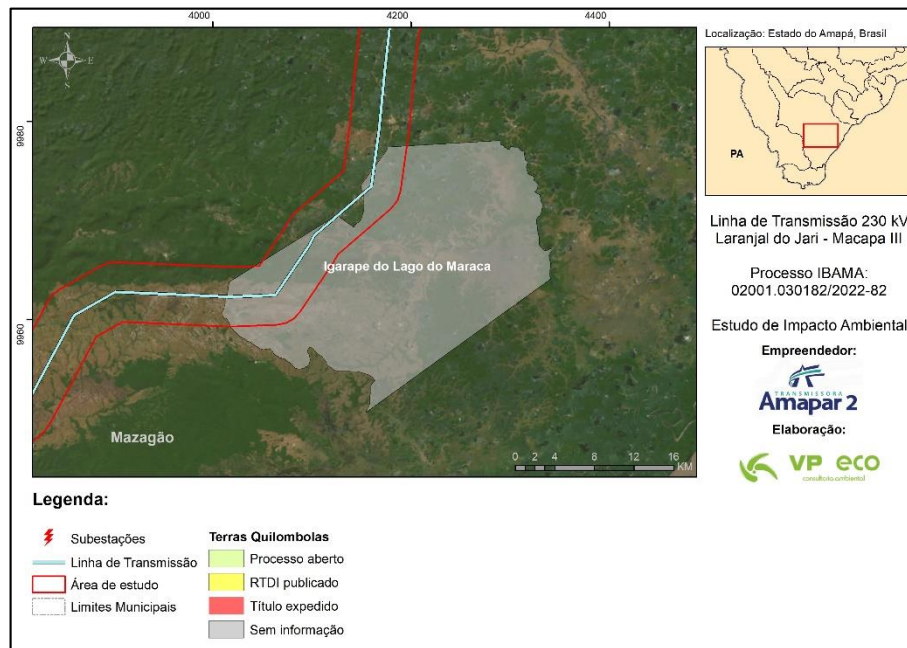 4000
4200
4400
9980
9960
N
W
E
S
Igarape do Lago do Maraca
Mazagão
0 2 4 8 12 16
KM
Localização: Estado do Amapá, Brasil
PA
Linha de Transmissão 230 kV
Laranjal do Jari - Macapa III
Processo IBAMA:
02001.030182/2022-82
Estudo de Impacto Ambiental
Empreendedor:
TRANSMISSORA
Amapar 2
Elaboração:
VP eco
consultoria ambiental
Legenda:
Subestações
Linha de Transmissão
Área de estudo
Limites Municipais
Terras Quilombolas
Processo aberto
RTDI publicado
Título expedido
Sem informação